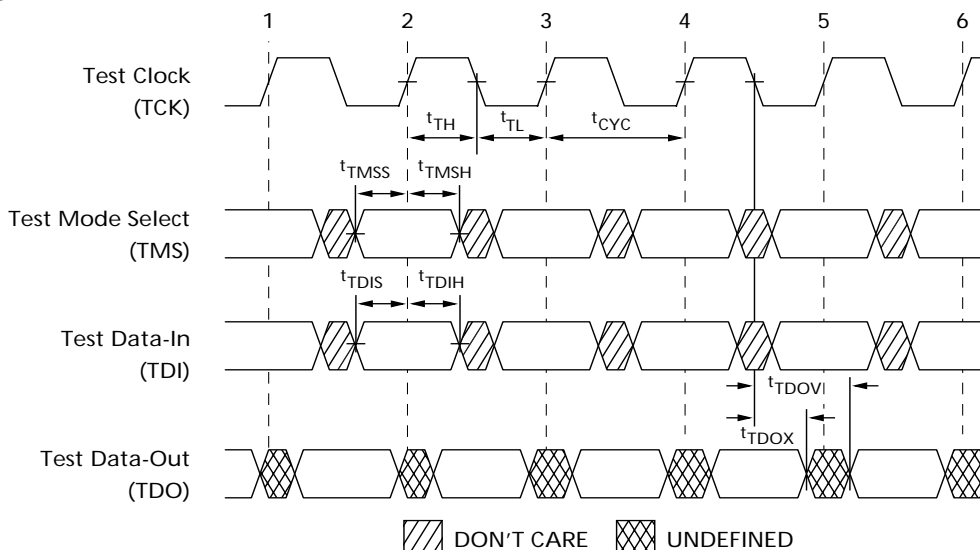 1 2 3 4 5 6
Test Clock
(TCK)
tTH tTL tCYC
tTMSS tTMSH
Test Mode Select
(TMS)
tTDIS tTDIH
Test Data-In
(TDI)
tTDOV
tTDOX
Test Data-Out
(TDO)
DON'T CARE UNDEFINED